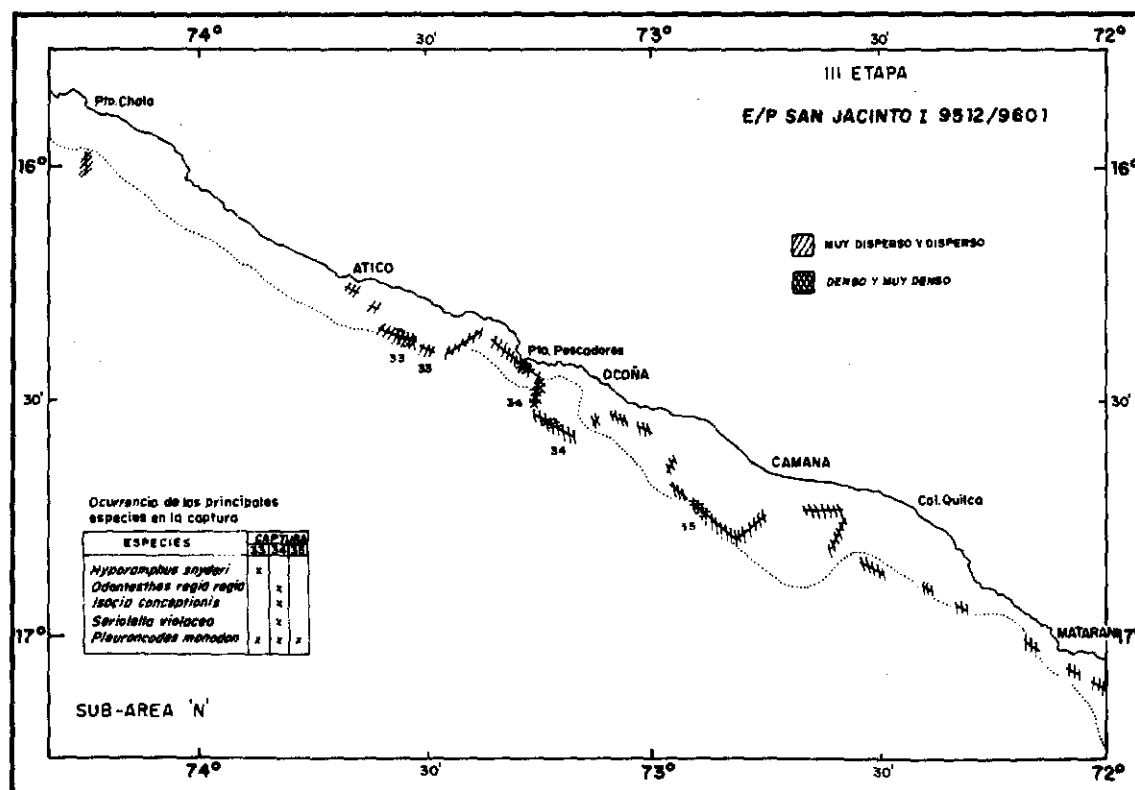 74° 30' 73° 30' 72°
III ETAPA
E/P SAN JACINTO I 9512/9601
Pto. Chala
16° 16°
MUY DISPERSO Y DISPERSO
DENSO Y MUY DENSO
ATICO
Pto. Pescadores
33 33
OCOÑA
30' 30'
34
34
CAMANA
Cal. Quilca
35
Ocurrencia de las principales
especies en la captura
ESPECIES CAPTURA
33 34 35
Hyporamphus snyderi x
Odontesthes regia regia x
Isacia conceptionis x
Seriolella violacea x
Pleuroncodes monodon x x x
17° MATARANI 17°
SUB-AREA 'N'
74° 30' 73° 30' 72°